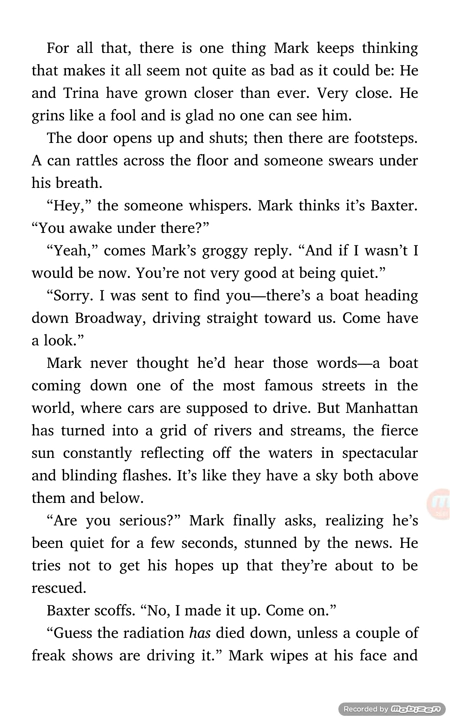 For all that, there is one thing Mark keeps thinking
that makes it all seem not quite as bad as it could be: He
and Trina have grown closer than ever. Very close. He
grins like a fool and is glad no one can see him.
The door opens up and shuts; then there are footsteps.
A can rattles across the floor and someone swears under
his breath.
“Hey,” the someone whispers. Mark thinks it’s Baxter.
“You awake under there?”
“Yeah,” comes Mark’s groggy reply. “And if I wasn’t I
would be now. You’re not very good at being quiet.”
“Sorry. I was sent to find you—there’s a boat heading
down Broadway, driving straight toward us. Come have
a look.”
Mark never thought he’d hear those words—a boat
coming down one of the most famous streets in the
world, where cars are supposed to drive. But Manhattan
has turned into a grid of rivers and streams, the fierce
sun constantly reflecting off the waters in spectacular
and blinding flashes. It’s like they have a sky both above
them and below.
“Are you serious?” Mark finally asks, realizing he’s
been quiet for a few seconds, stunned by the news. He
tries not to get his hopes up that they’re about to be
rescued.
Baxter scoffs. “No, I made it up. Come on.”
“Guess the radiation has died down, unless a couple of
freak shows are driving it.” Mark wipes at his face and
Recorded by Mobizen